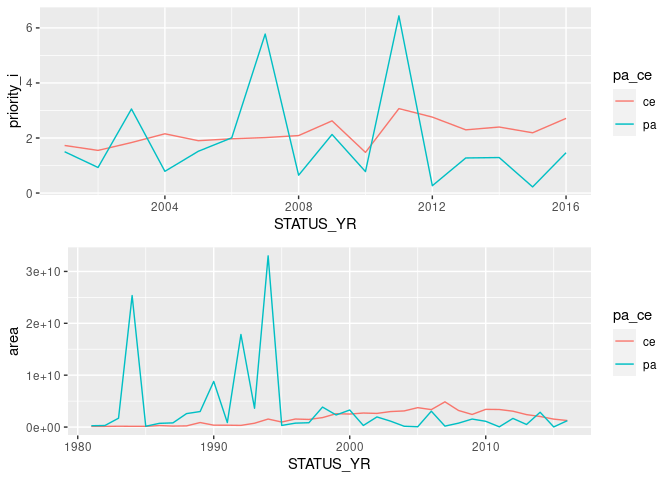 6
4
2
0
priority_i
2004
2008
2012
2016
STATUS_YR
pa_ce
ce
pa
3e+10
2e+10
1e+10
0e+00
area
1980
1990
2000
2010
STATUS_YR
pa_ce
ce
pa